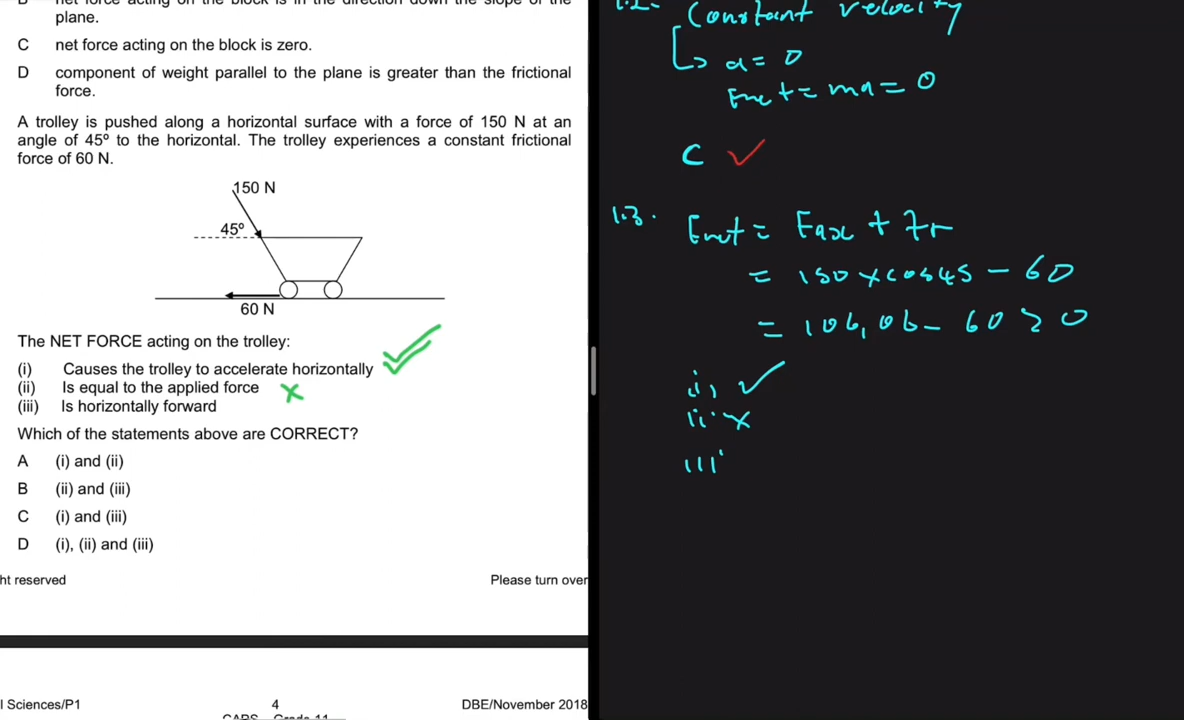 net force acting on the block is in the direction down the slope of the
plane.
C net force acting on the block is zero.
D component of weight parallel to the plane is greater than the frictional
force.
A trolley is pushed along a horizontal surface with a force of 150 N at an
angle of 45º to the horizontal. The trolley experiences a constant frictional
force of 60 N.
150 N
45º
60 N
The NET FORCE acting on the trolley:
(i) Causes the trolley to accelerate horizontally
(ii) Is equal to the applied force
(iii) Is horizontally forward
Which of the statements above are CORRECT?
A (i) and (ii)
B (ii) and (iii)
C (i) and (iii)
D (i), (ii) and (iii)
ht reserved
Please turn over
l Sciences/P1
4
DBE/November 2018
1.2. Constant velocity
a = 0
Fnet = ma = 0
C ✓
1.3. Fnet = Fax + fr
= 150 x cos45 - 60
= 106,06 - 60 > 0
i) ✓
ii x
iii